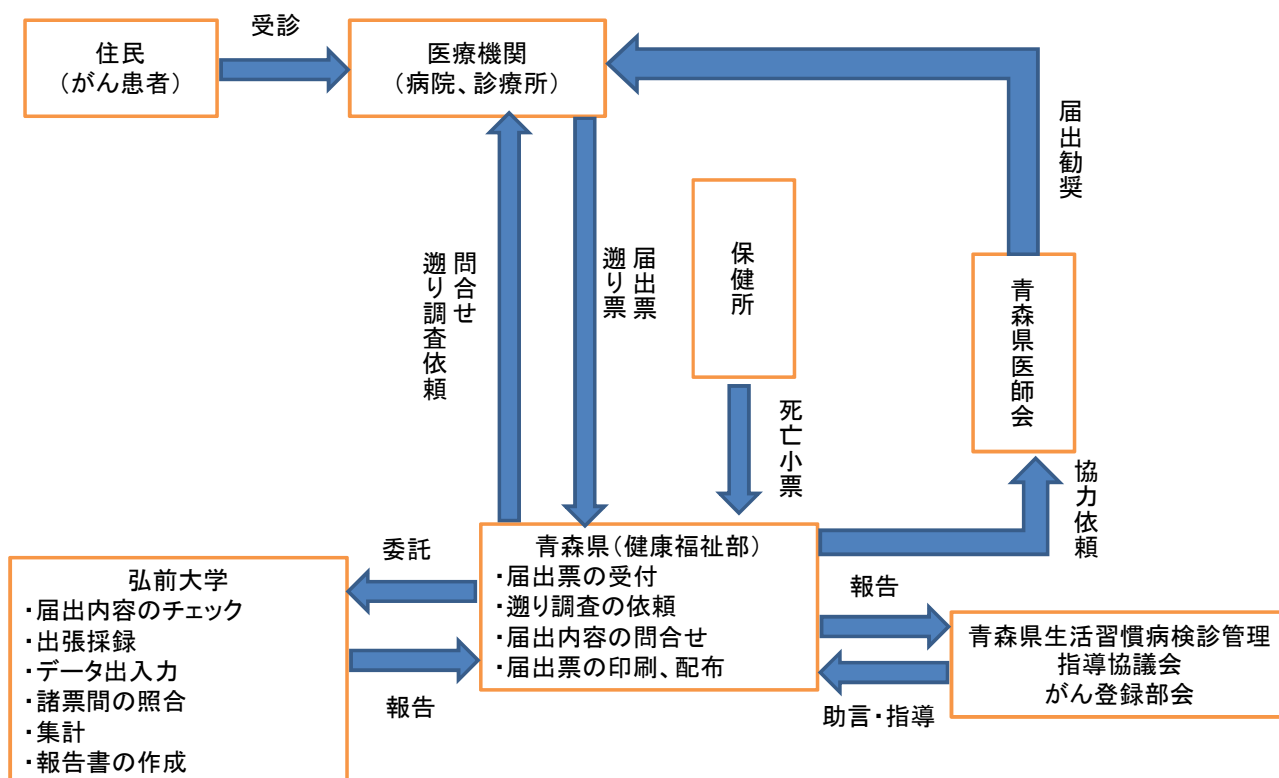 受診
住民
（がん患者）
医療機関
（病院、診療所）
届出勧奨
問合せ
遡り調査依頼
届出票
遡り票
保健所
死亡小票
青森県医師会
協力依頼
委託
弘前大学
・届出内容のチェック
・出張採録
・データ出入力
・諸票間の照合
・集計
・報告書の作成
報告
青森県（健康福祉部）
・届出票の受付
・遡り調査の依頼
・届出内容の問合せ
・届出票の印刷、配布
報告
助言・指導
青森県生活習慣病検診管理
指導協議会
がん登録部会